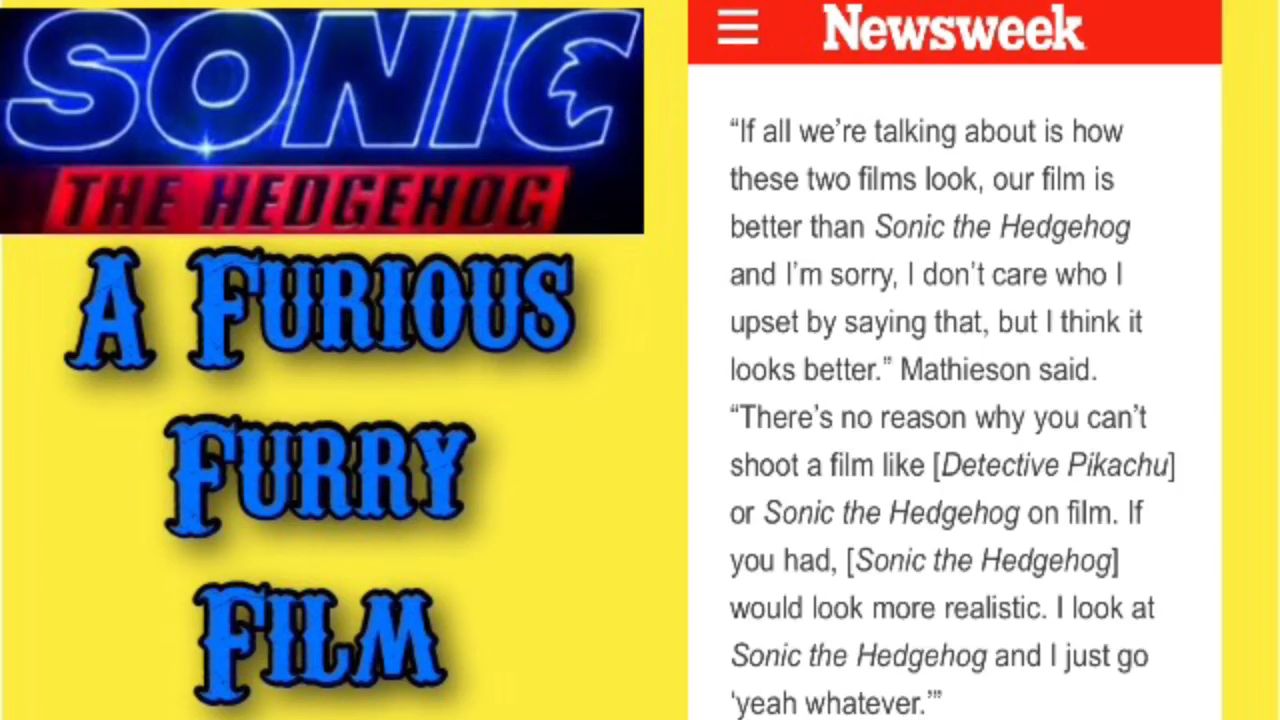 SONIC
THE HEDGEHOG
A FURIOUS
FURRY
FILM
Newsweek
“If all we’re talking about is how
these two films look, our film is
better than Sonic the Hedgehog
and I’m sorry, I don’t care who I
upset by saying that, but I think it
looks better.” Mathieson said.
“There’s no reason why you can’t
shoot a film like [Detective Pikachu]
or Sonic the Hedgehog on film. If
you had, [Sonic the Hedgehog]
would look more realistic. I look at
Sonic the Hedgehog and I just go
‘yeah whatever.’”